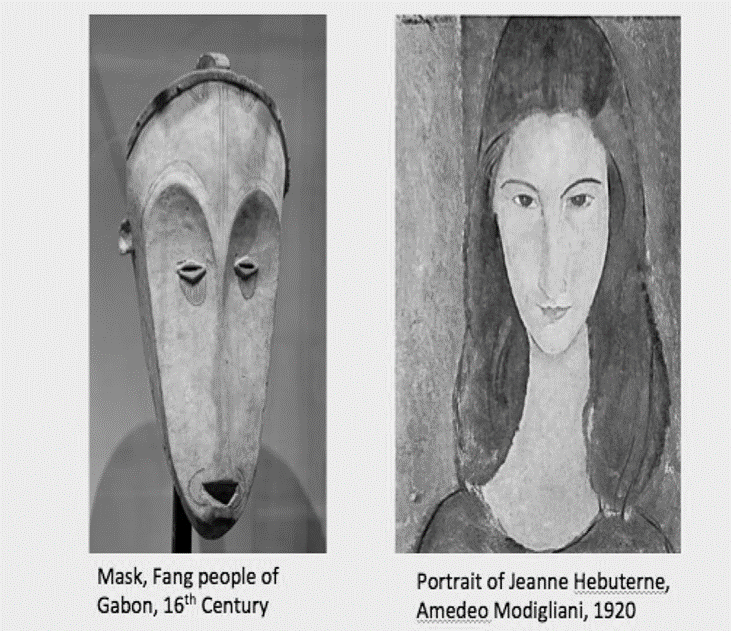 Mask, Fang people of
Gabon, 16th Century
Portrait of Jeanne Hebuterne,
Amedeo Modigliani, 1920